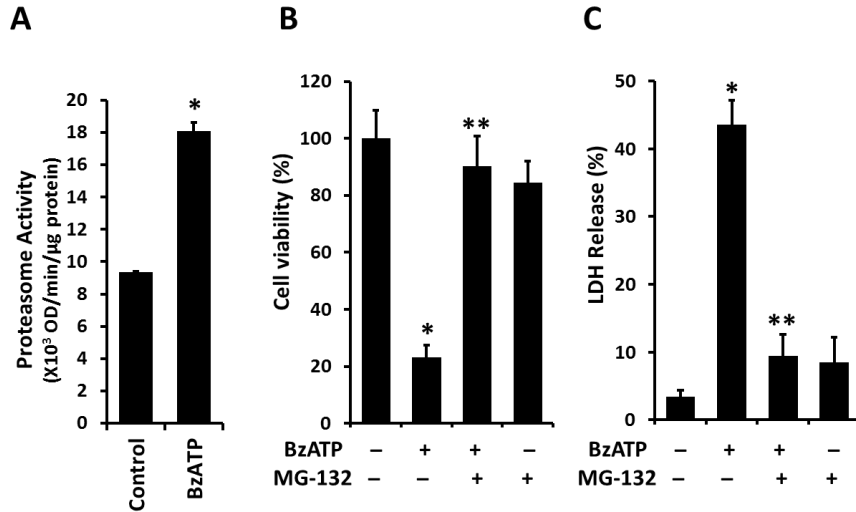 A
Proteasome Activity
(X10³ OD/min/µg protein)
20
18
16
14
12
10
8
6
4
2
0
*
Control
BzATP
B
Cell viability (%)
120
100
80
60
40
20
0
*
**
BzATP – + + –
MG-132 – – + +
C
LDH Release (%)
50
40
30
20
10
0
*
**
BzATP – + + –
MG-132 – – + +